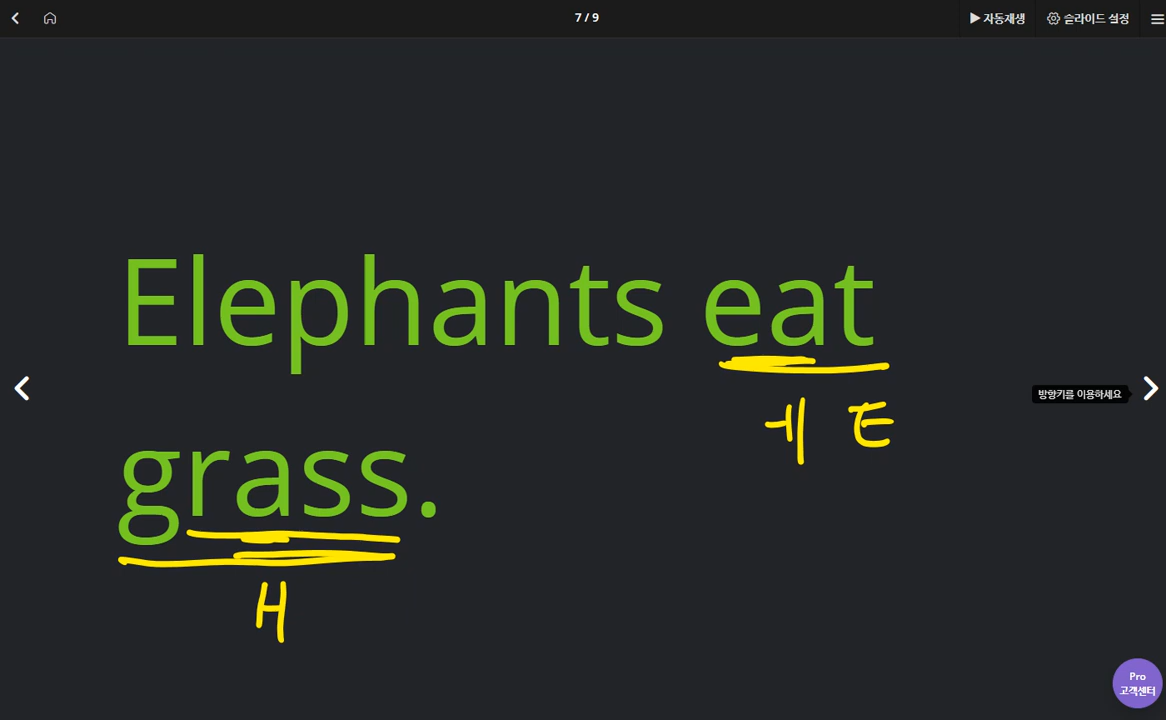 7 / 9
▶ 자동재생
슬라이드 설정
Elephants eat
방향키를 이용하세요
ㅔ E
grass.
ㅐ
Pro
고객센터